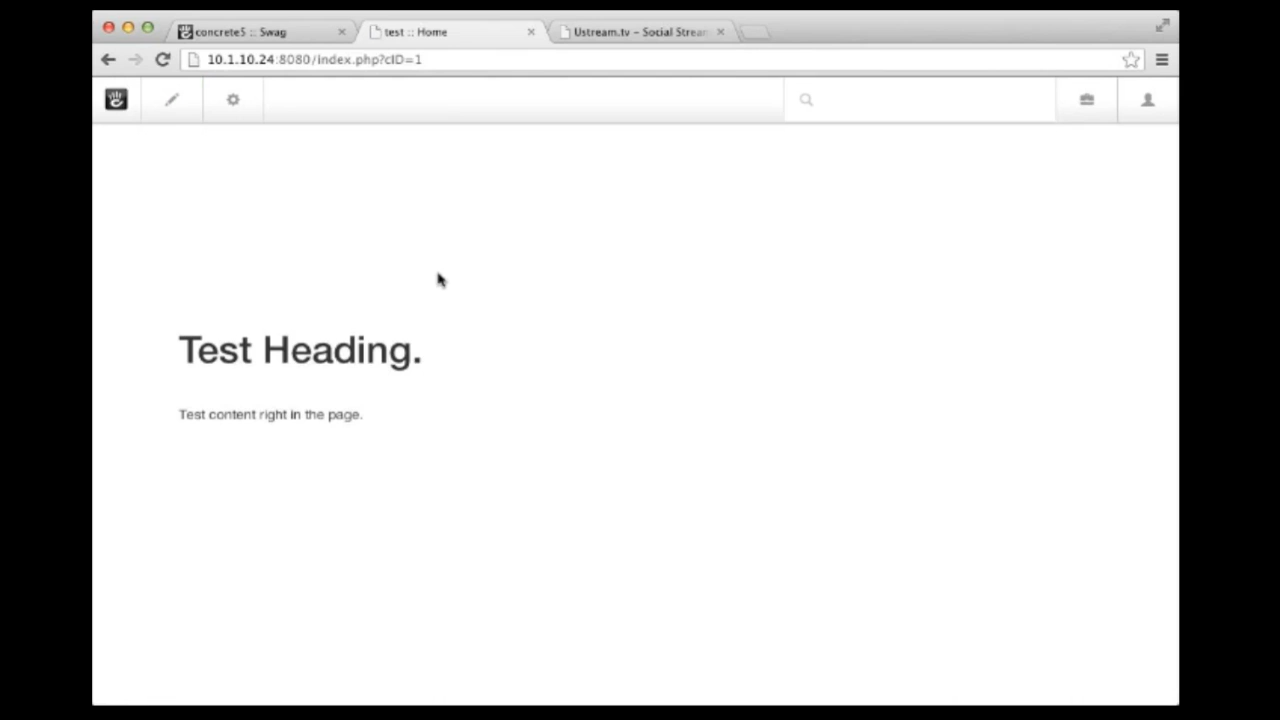 concrete5 :: Swag
test :: Home
Ustream.tv – Social Stream
10.1.10.24:8080/index.php?cID=1
Test Heading.
Test content right in the page.